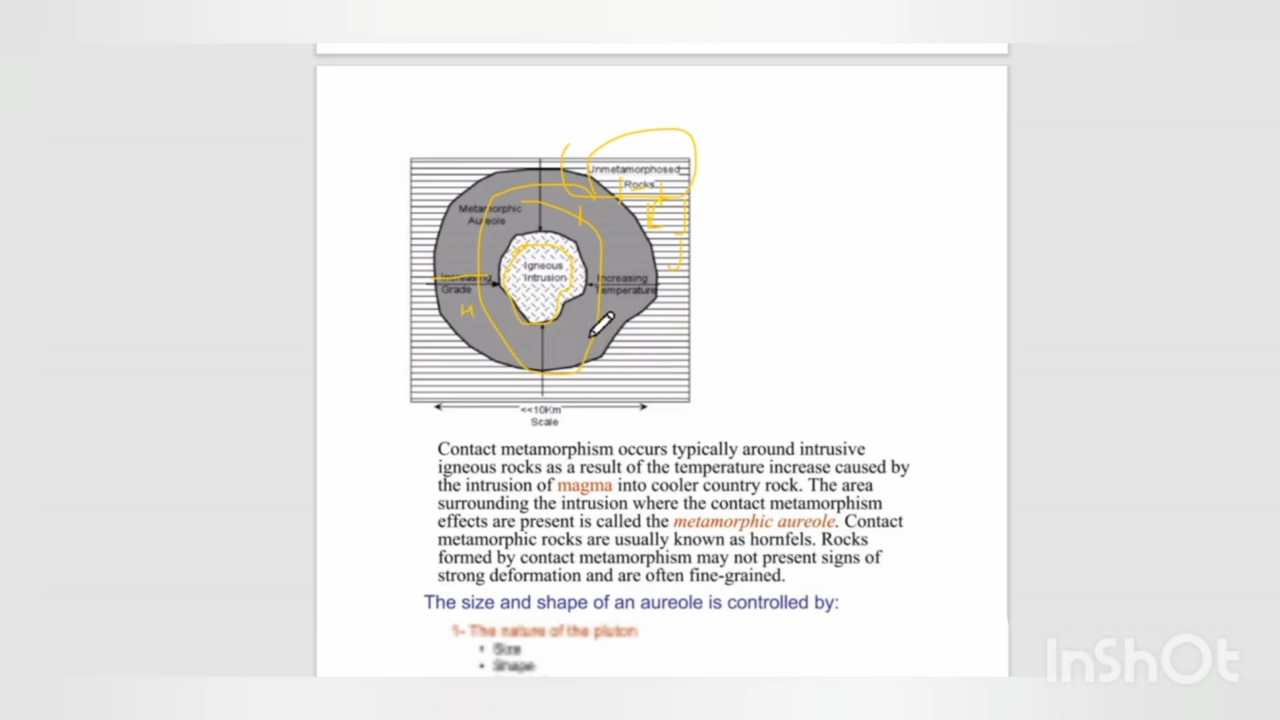 Unmetamorphosed
Rocks
Metamorphic
Aureole
Igneous
Intrusion
Increasing
Grade
Increasing
Temperature
<<10Km
Scale
Contact metamorphism occurs typically around intrusive
igneous rocks as a result of the temperature increase caused by
the intrusion of magma into cooler country rock. The area
surrounding the intrusion where the contact metamorphism
effects are present is called the metamorphic aureole. Contact
metamorphic rocks are usually known as hornfels. Rocks
formed by contact metamorphism may not present signs of
strong deformation and are often fine-grained.
The size and shape of an aureole is controlled by:
1- The nature of the pluton
• Size
• Shape
InShOt